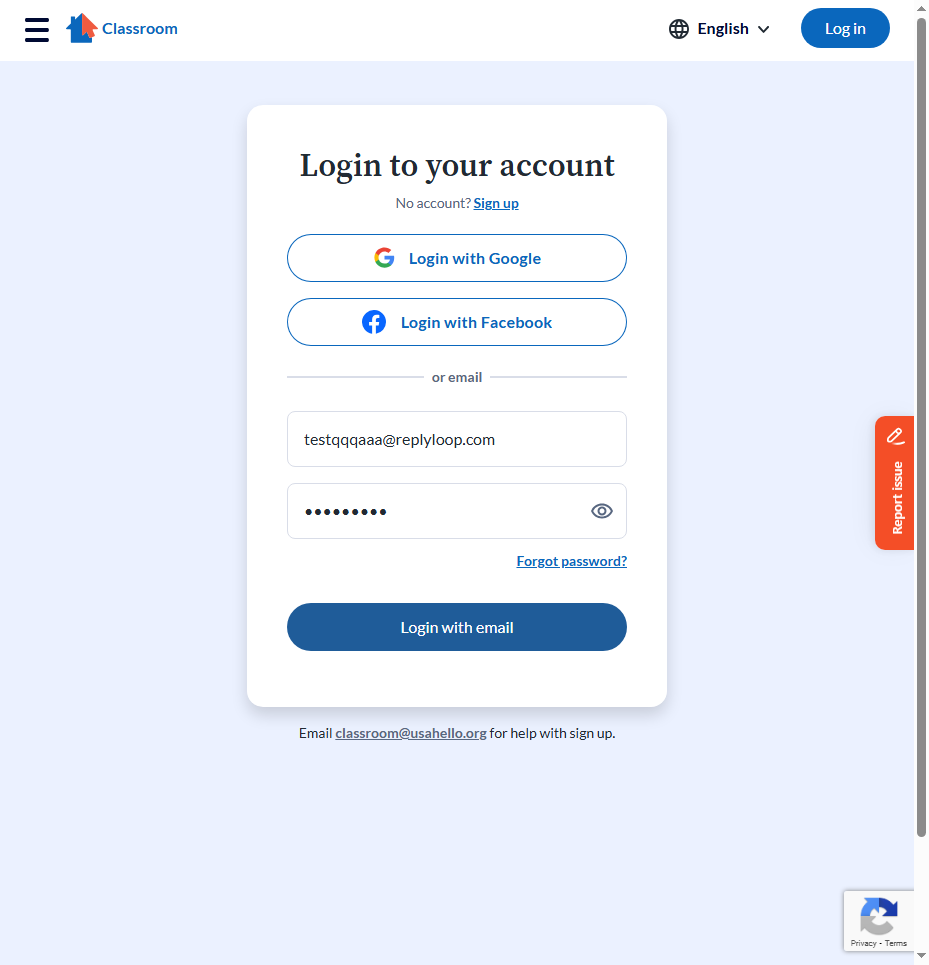 Classroom
English
Log in
Login to your account
No account? Sign up
Login with Google
Login with Facebook
or email
testqqqaaa@replyloop.com
•••••••••
Forgot password?
Login with email
Report issue
Email classroom@usahello.org for help with sign up.
Privacy - Terms